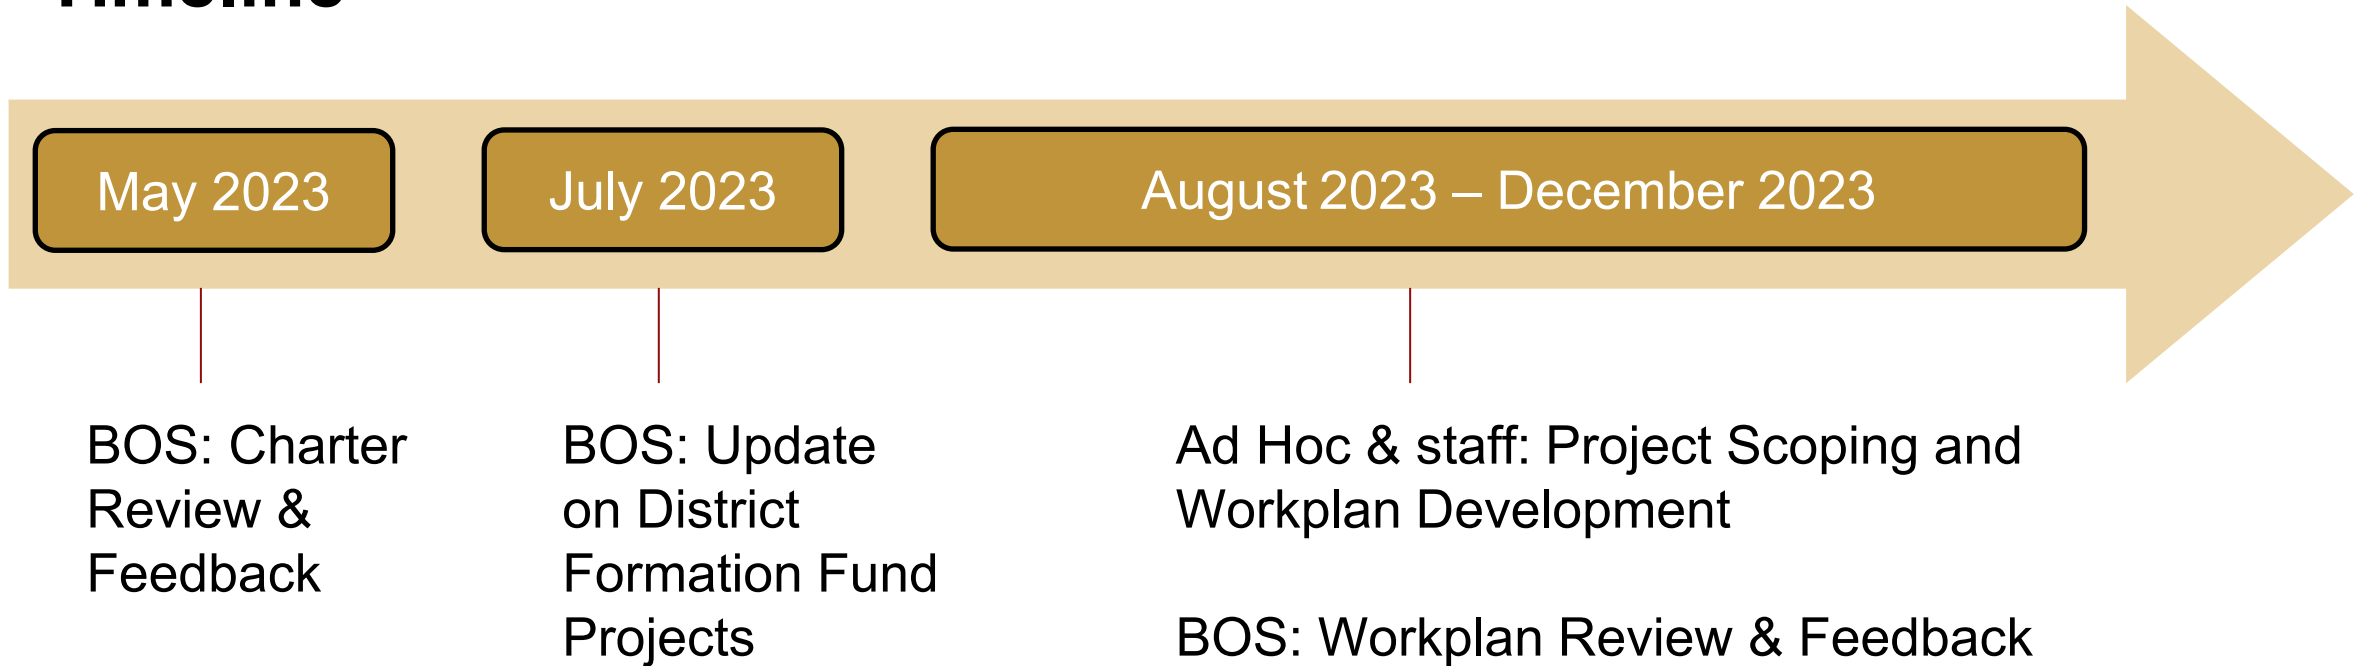 Timeline
May 2023
July 2023
August 2023 – December 2023
BOS: Charter
Review &
Feedback
BOS: Update
on District
Formation Fund
Projects
Ad Hoc & staff: Project Scoping and
Workplan Development
BOS: Workplan Review & Feedback